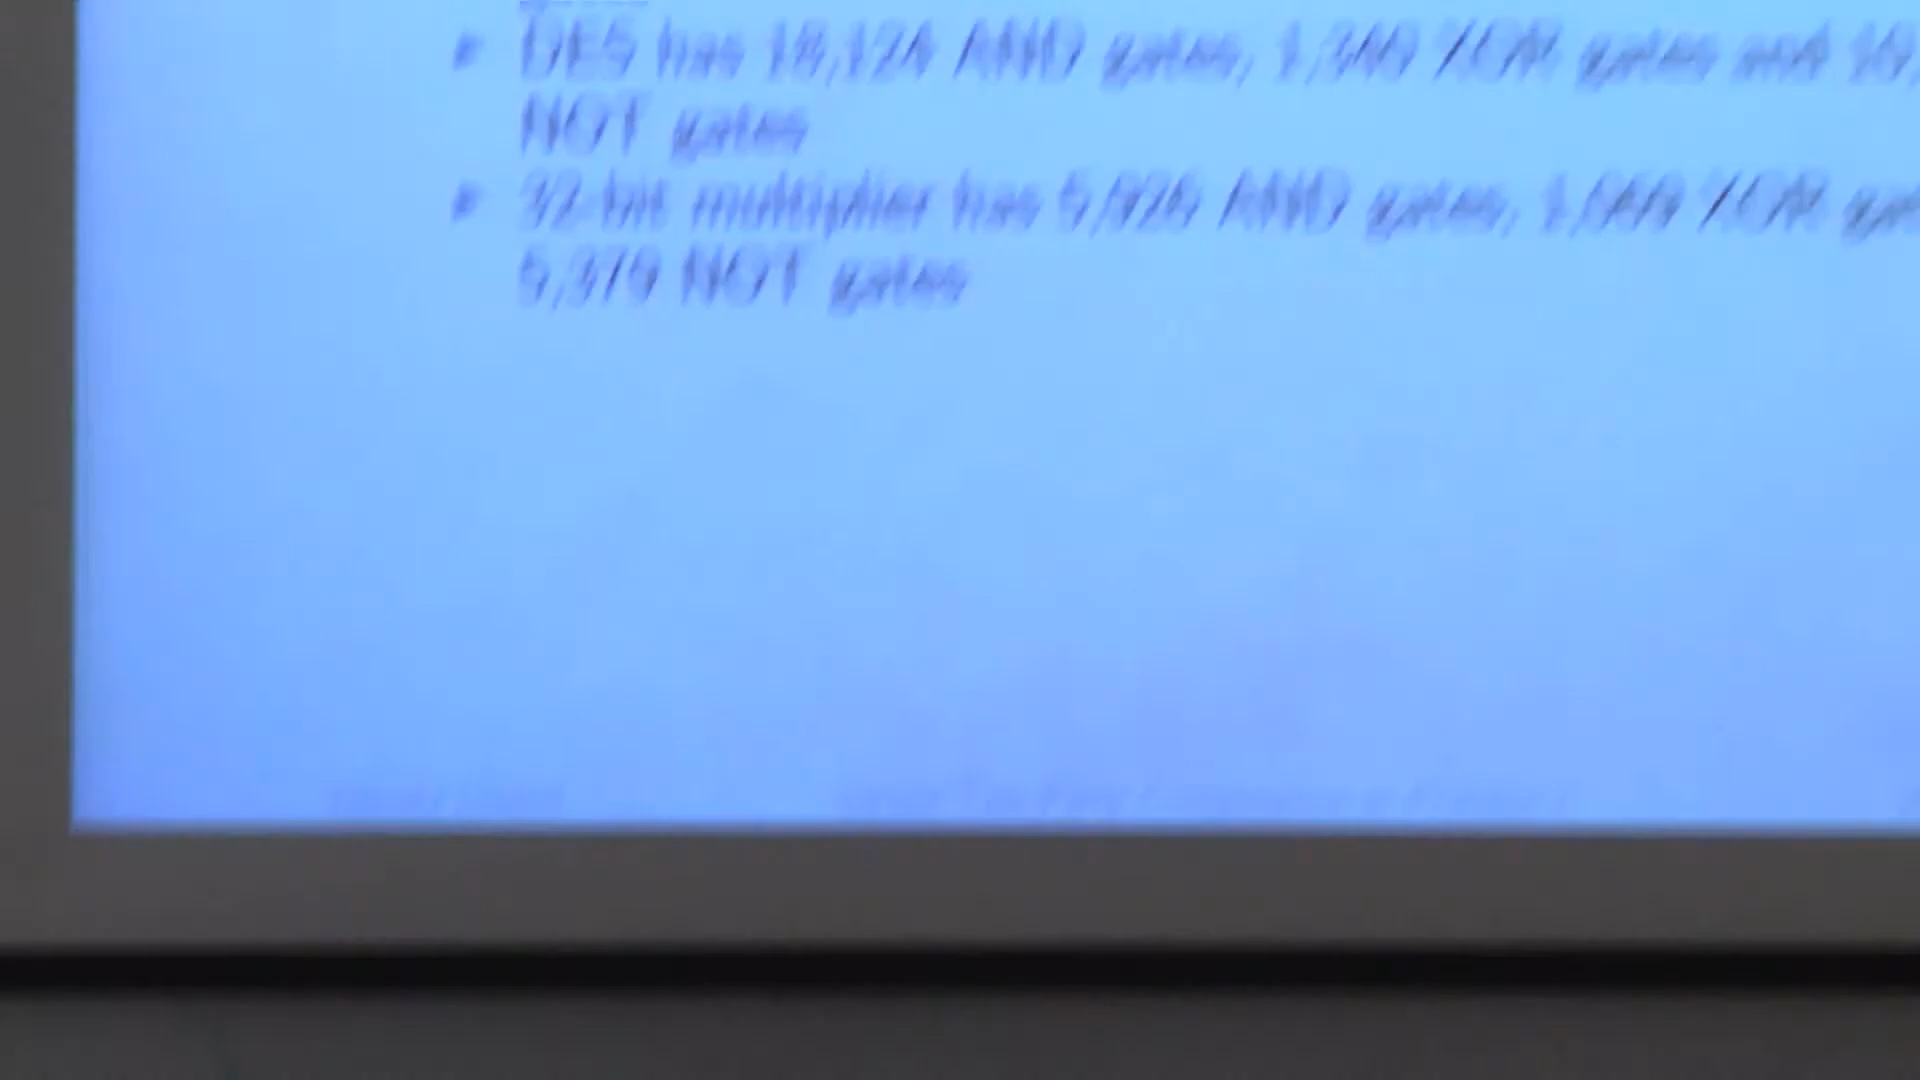 DES has 18,124 AND gates, 1,340 XOR gates and 10,
NOT gates
32-bit multiplier has 5,926 AND gates, 1,069 XOR
5,379 NOT gates